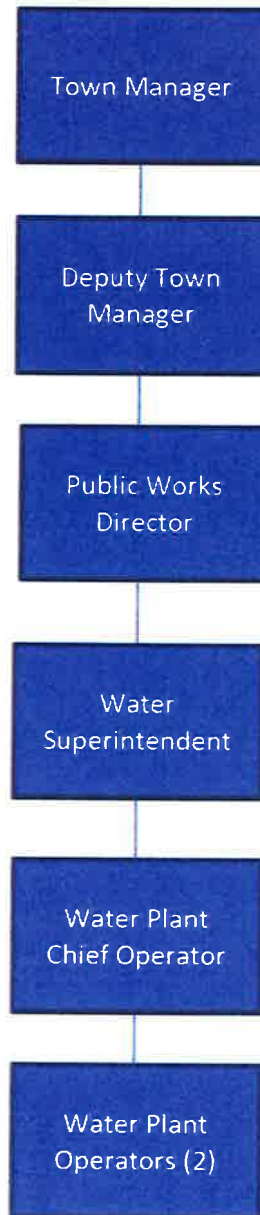 Town Manager
Deputy Town
Manager
Public Works
Director
Water
Superintendent
Water Plant
Chief Operator
Water Plant
Operators (2)